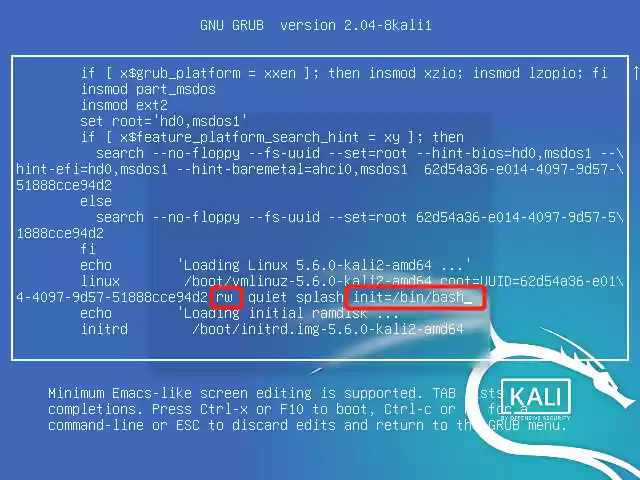 GNU GRUB version 2.04-8kali1
if [ x$grub_platform = xxen ]; then insmod xzio; insmod lzopio; fi
insmod part_msdos
insmod ext2
set root='hd0,msdos1'
if [ x$feature_platform_search_hint = xy ]; then
search --no-floppy --fs-uuid --set=root --hint-bios=hd0,msdos1 --\
hint-efi=hd0,msdos1 --hint-baremetal=ahci0,msdos1 62d54a36-e014-4097-9d57-\
51888cce94d2
else
search --no-floppy --fs-uuid --set=root 62d54a36-e014-4097-9d57-5\
1888cce94d2
fi
echo 'Loading Linux 5.6.0-kali2-amd64 ...'
linux /boot/vmlinuz-5.6.0-kali2-amd64 root=UUID=62d54a36-e01\
4-4097-9d57-51888cce94d2 rw quiet splash init=/bin/bash_
echo 'Loading initial ramdisk ...'
initrd /boot/initrd.img-5.6.0-kali2-amd64
Minimum Emacs-like screen editing is supported. TAB lists
completions. Press Ctrl-x or F10 to boot, Ctrl-c or for a
command-line or ESC to discard edits and return to the GRUB menu.
KALI
BY OFFENSIVE SECURITY